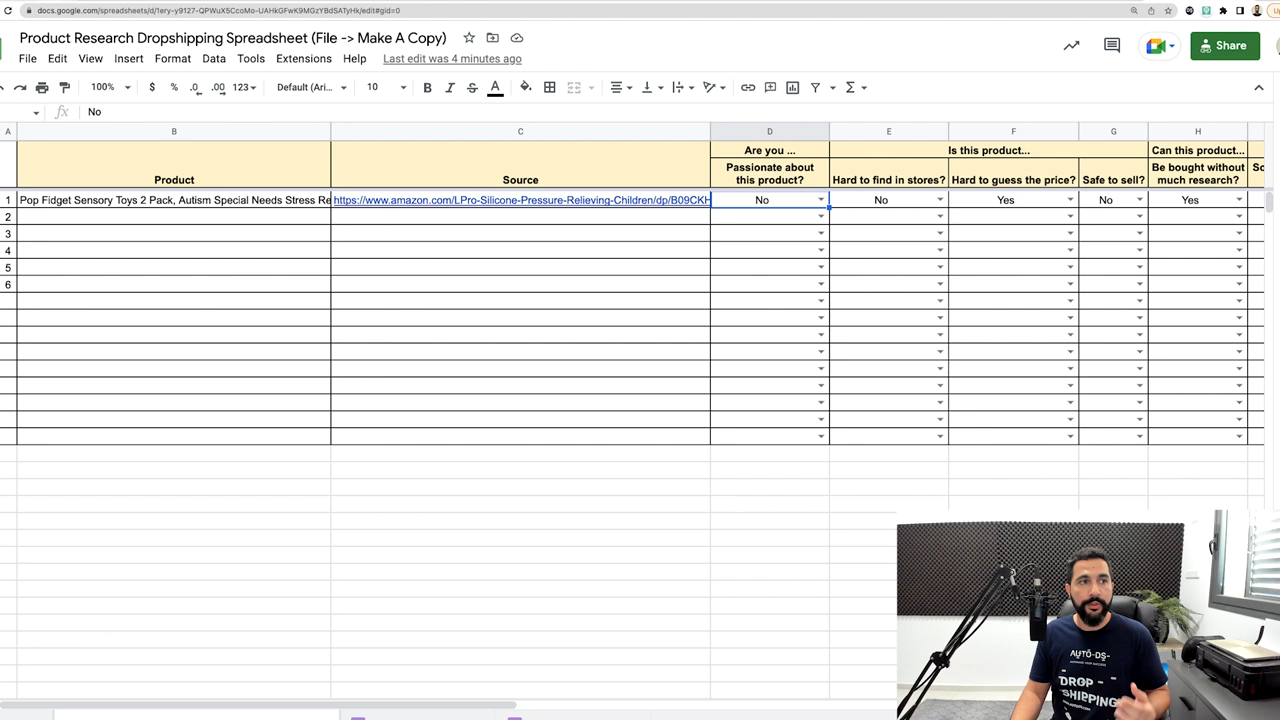 docs.google.com/spreadsheets/d/1ery-y9127-QPWuX5CcoMo-UAHkGFwK9MGzYBdSATyHk/edit#gid=0
Product Research Dropshipping Spreadsheet (File -> Make A Copy)
Share
File Edit View Insert Format Data Tools Extensions Help Last edit was 4 minutes ago
100% $ % .0 .00 123 Default (Ari... 10 B I S A
fx No
A B C D E F G H
Are you ... Is this product... Can this product...
Product Source Passionate about this product? Hard to find in stores? Hard to guess the price? Safe to sell? Be bought without much research?
1 Pop Fidget Sensory Toys 2 Pack, Autism Special Needs Stress Re https://www.amazon.com/LPro-Silicone-Pressure-Relieving-Children/dp/B09CKH No No Yes No Yes
2
3
4
5
6
AUTO-DS-
DROP
SHIPPING